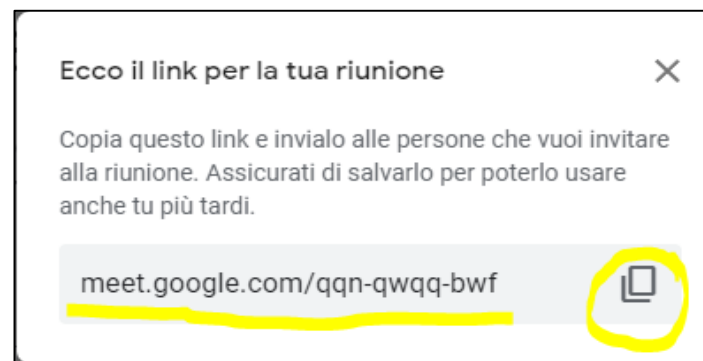 Ecco il link per la tua riunione
Copia questo link e invialo alle persone che vuoi invitare
alla riunione. Assicurati di salvarlo per poterlo usare
anche tu più tardi.
meet.google.com/qqn-qwqq-bwf